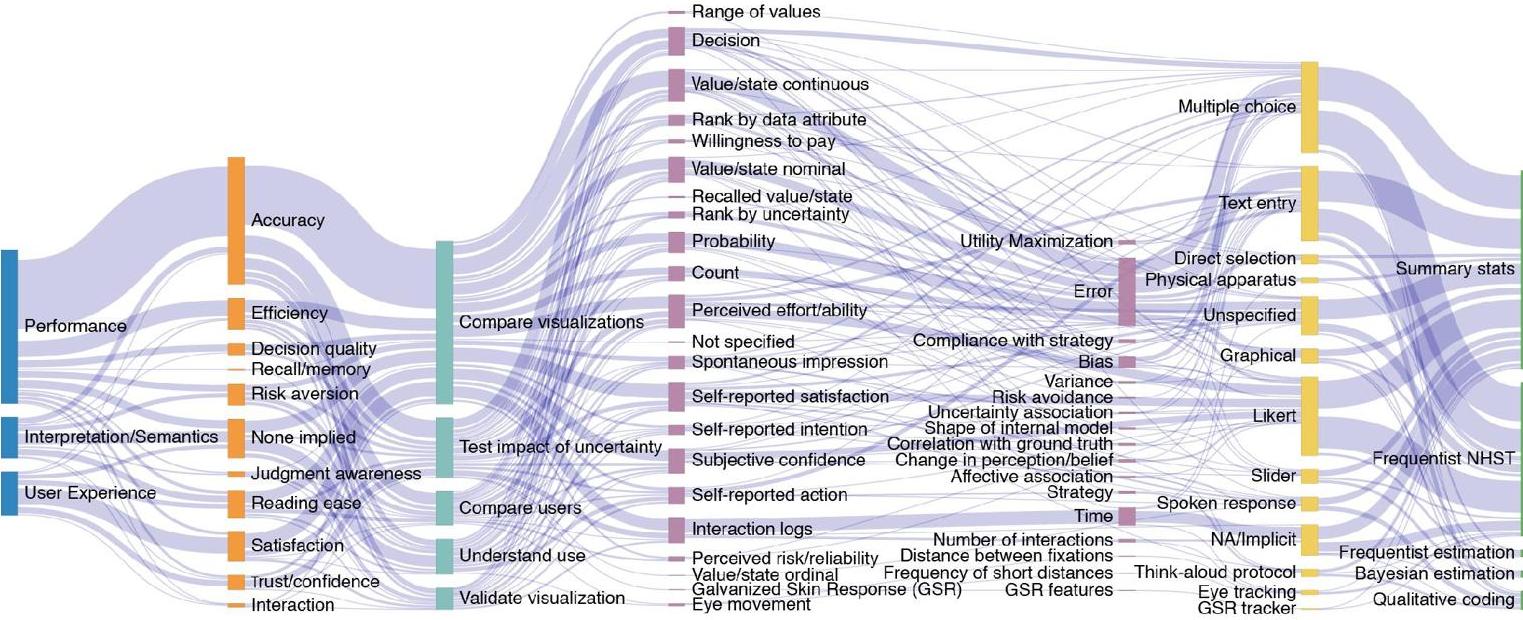 Performance
Interpretation/Semantics
User Experience
Accuracy
Efficiency
Decision quality
Recall/memory
Risk aversion
None implied
Judgment awareness
Reading ease
Satisfaction
Trust/confidence
Interaction
Compare visualizations
Test impact of uncertainty
Compare users
Understand use
Validate visualization
Range of values
Decision
Value/state continuous
Rank by data attribute
Willingness to pay
Value/state nominal
Recalled value/state
Rank by uncertainty
Probability
Count
Perceived effort/ability
Not specified
Spontaneous impression
Self-reported satisfaction
Self-reported intention
Subjective confidence
Self-reported action
Interaction logs
Perceived risk/reliability
Value/state ordinal
Galvanized Skin Response (GSR)
Eye movement
Utility Maximization
Error
Compliance with strategy
Bias
Variance
Risk avoidance
Uncertainty association
Shape of internal model
Correlation with ground truth
Change in perception/belief
Affective association
Strategy
Time
Number of interactions
Distance between fixations
Frequency of short distances
GSR features
Multiple choice
Text entry
Direct selection
Physical apparatus
Unspecified
Graphical
Likert
Slider
Spoken response
NA/Implicit
Think-aloud protocol
Eye tracking
GSR tracker
Summary stats
Frequentist NHST
Frequentist estimation
Bayesian estimation
Qualitative coding